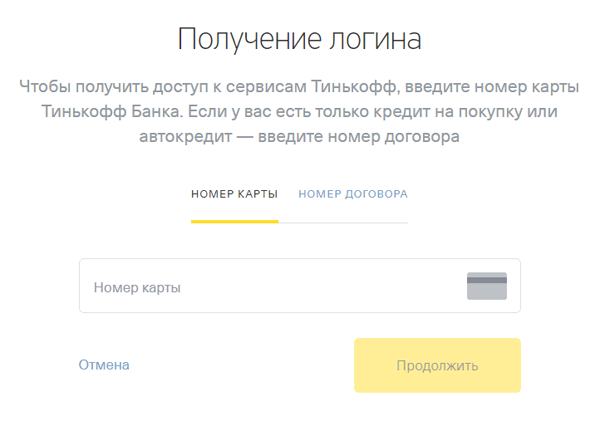 Получение логина
Чтобы получить доступ к сервисам Тинькофф, введите номер карты
Тинькофф Банка. Если у вас есть только кредит на покупку или
автокредит — введите номер договора
НОМЕР КАРТЫ НОМЕР ДОГОВОРА
Номер карты
Отмена Продолжить